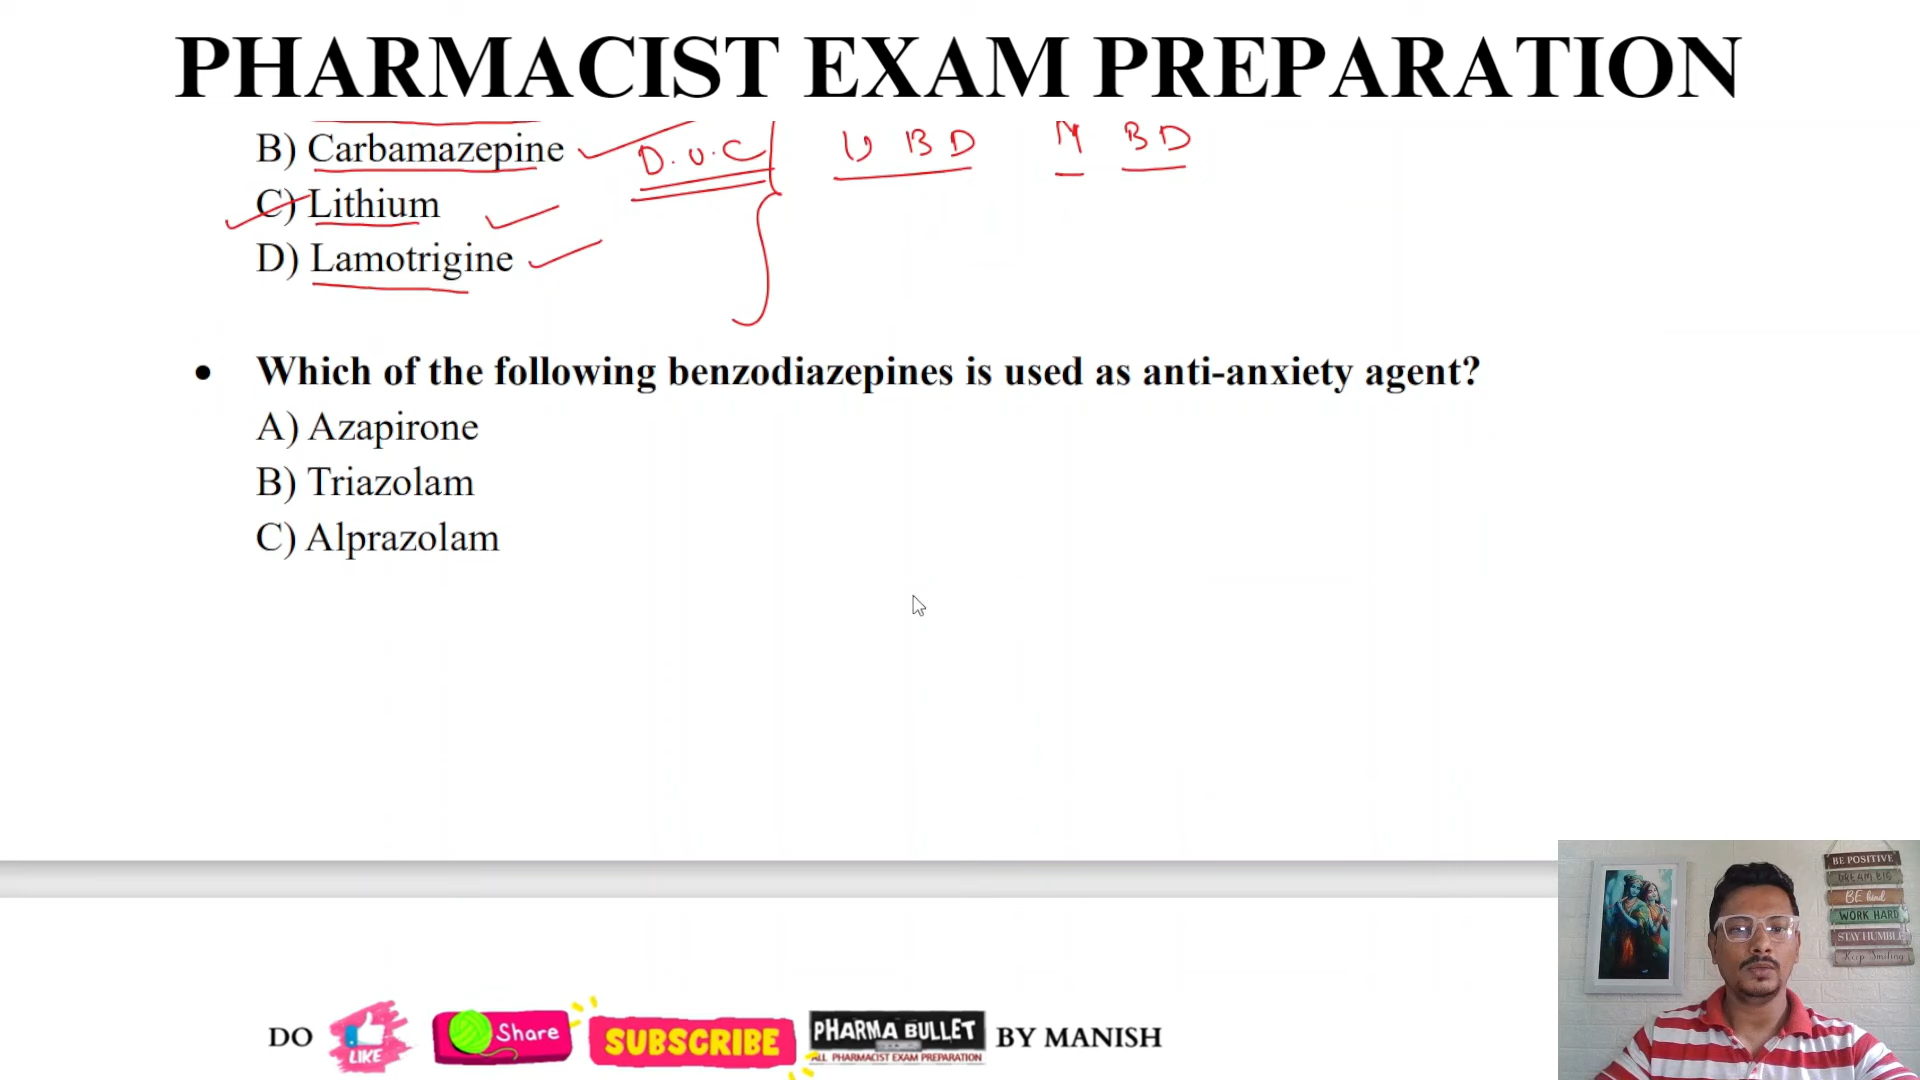 PHARMACIST EXAM PREPARATION
B) Carbamazepine D.O.C U B D M B D
C) Lithium
D) Lamotrigine
• Which of the following benzodiazepines is used as anti-anxiety agent?
A) Azapirone
B) Triazolam
C) Alprazolam
BE POSITIVE
DREAM BIG
BE kind
WORK HARD
STAY HUMBLE
Keep Smiling
DO LIKE Share SUBSCRIBE PHARMA BULLET BY MANISH
ALL PHARMACIST EXAM PREPARATION